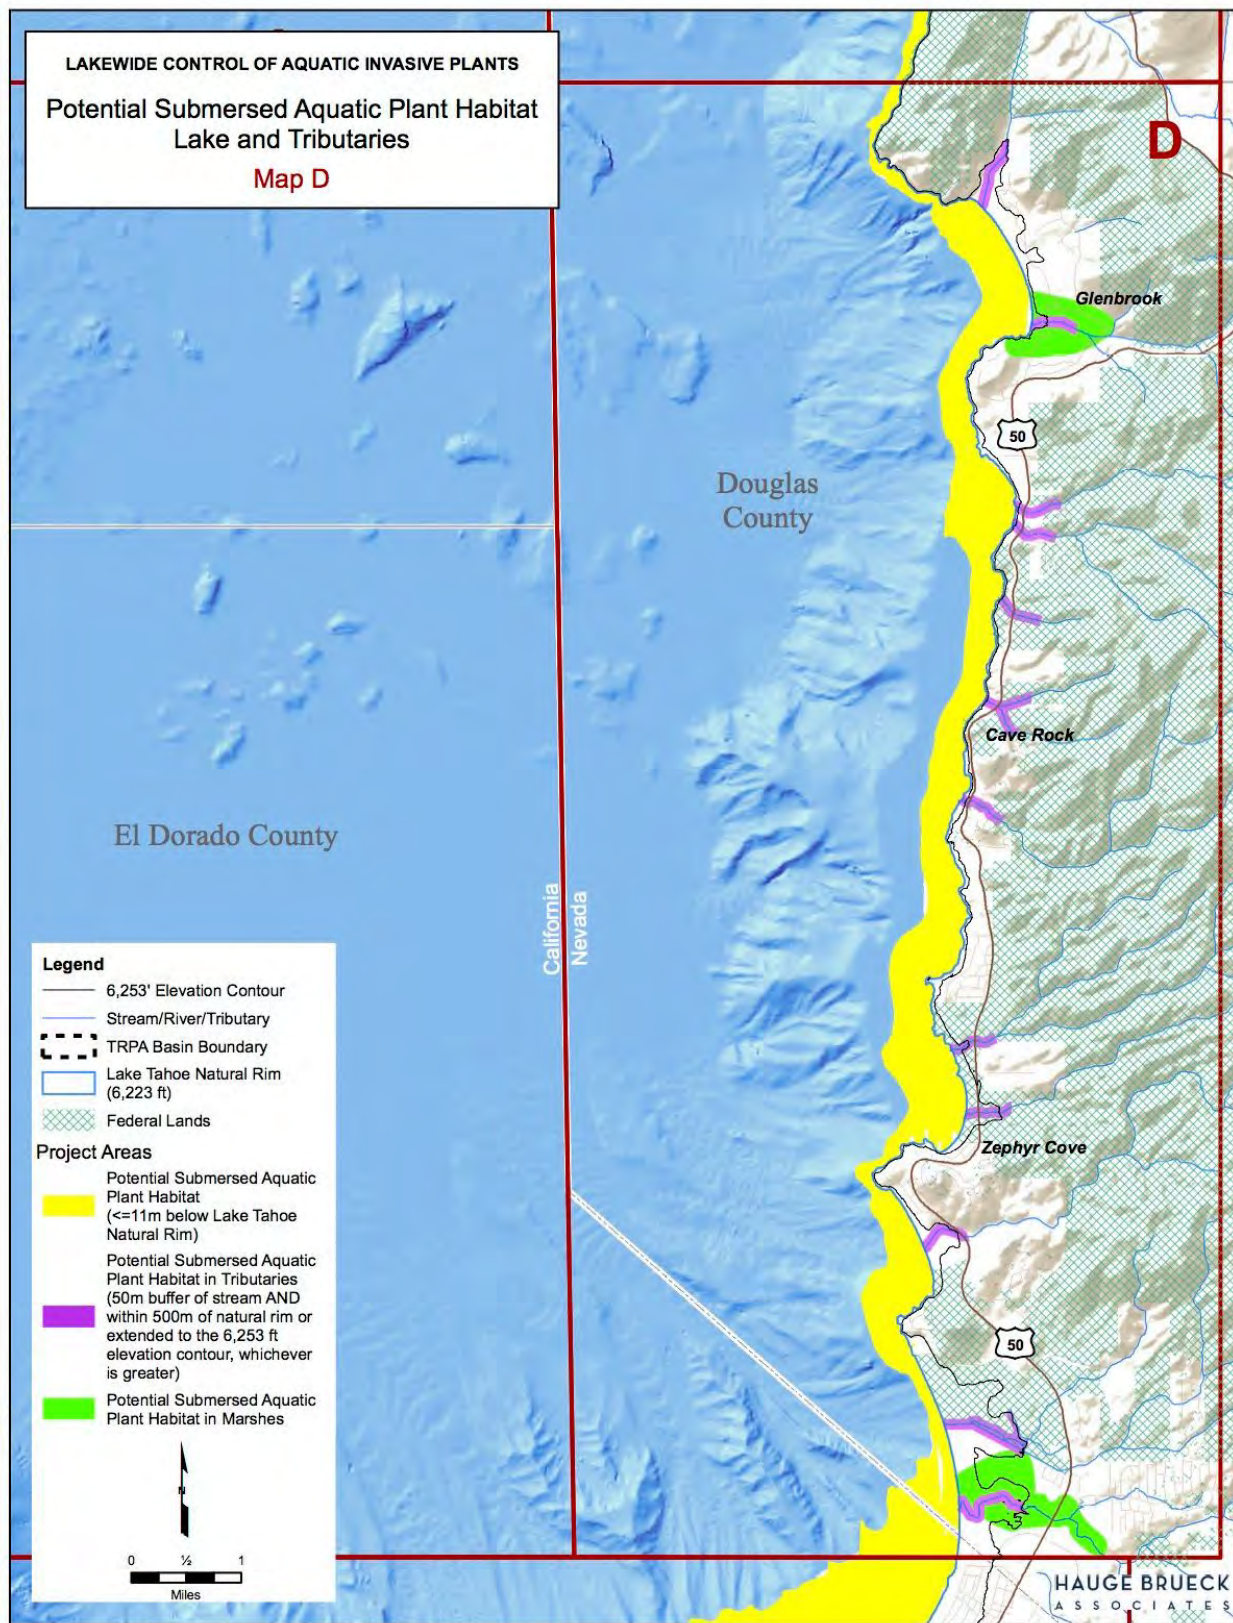 LAKEWIDE CONTROL OF AQUATIC INVASIVE PLANTS
Potential Submersed Aquatic Plant Habitat
Lake and Tributaries
Map D
D
Glenbrook
50
Douglas
County
Cave Rock
El Dorado County
California
Nevada
Zephyr Cove
50
Legend
6,253' Elevation Contour
Stream/River/Tributary
TRPA Basin Boundary
Lake Tahoe Natural Rim
(6,223 ft)
Federal Lands
Project Areas
Potential Submersed Aquatic
Plant Habitat
(<=11m below Lake Tahoe
Natural Rim)
Potential Submersed Aquatic
Plant Habitat in Tributaries
(50m buffer of stream AND
within 500m of natural rim or
extended to the 6,253 ft
elevation contour, whichever
is greater)
Potential Submersed Aquatic
Plant Habitat in Marshes
N
0 ½ 1
Miles
HAUGE BRUECK
ASSOCIATES